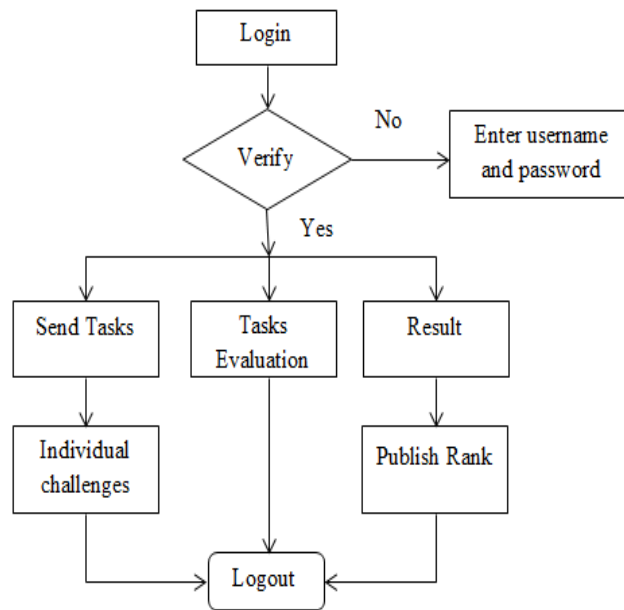 Login
No
Enter username
and password
Verify
Yes
Send Tasks
Tasks
Evaluation
Result
Individual
challenges
Publish Rank
Logout